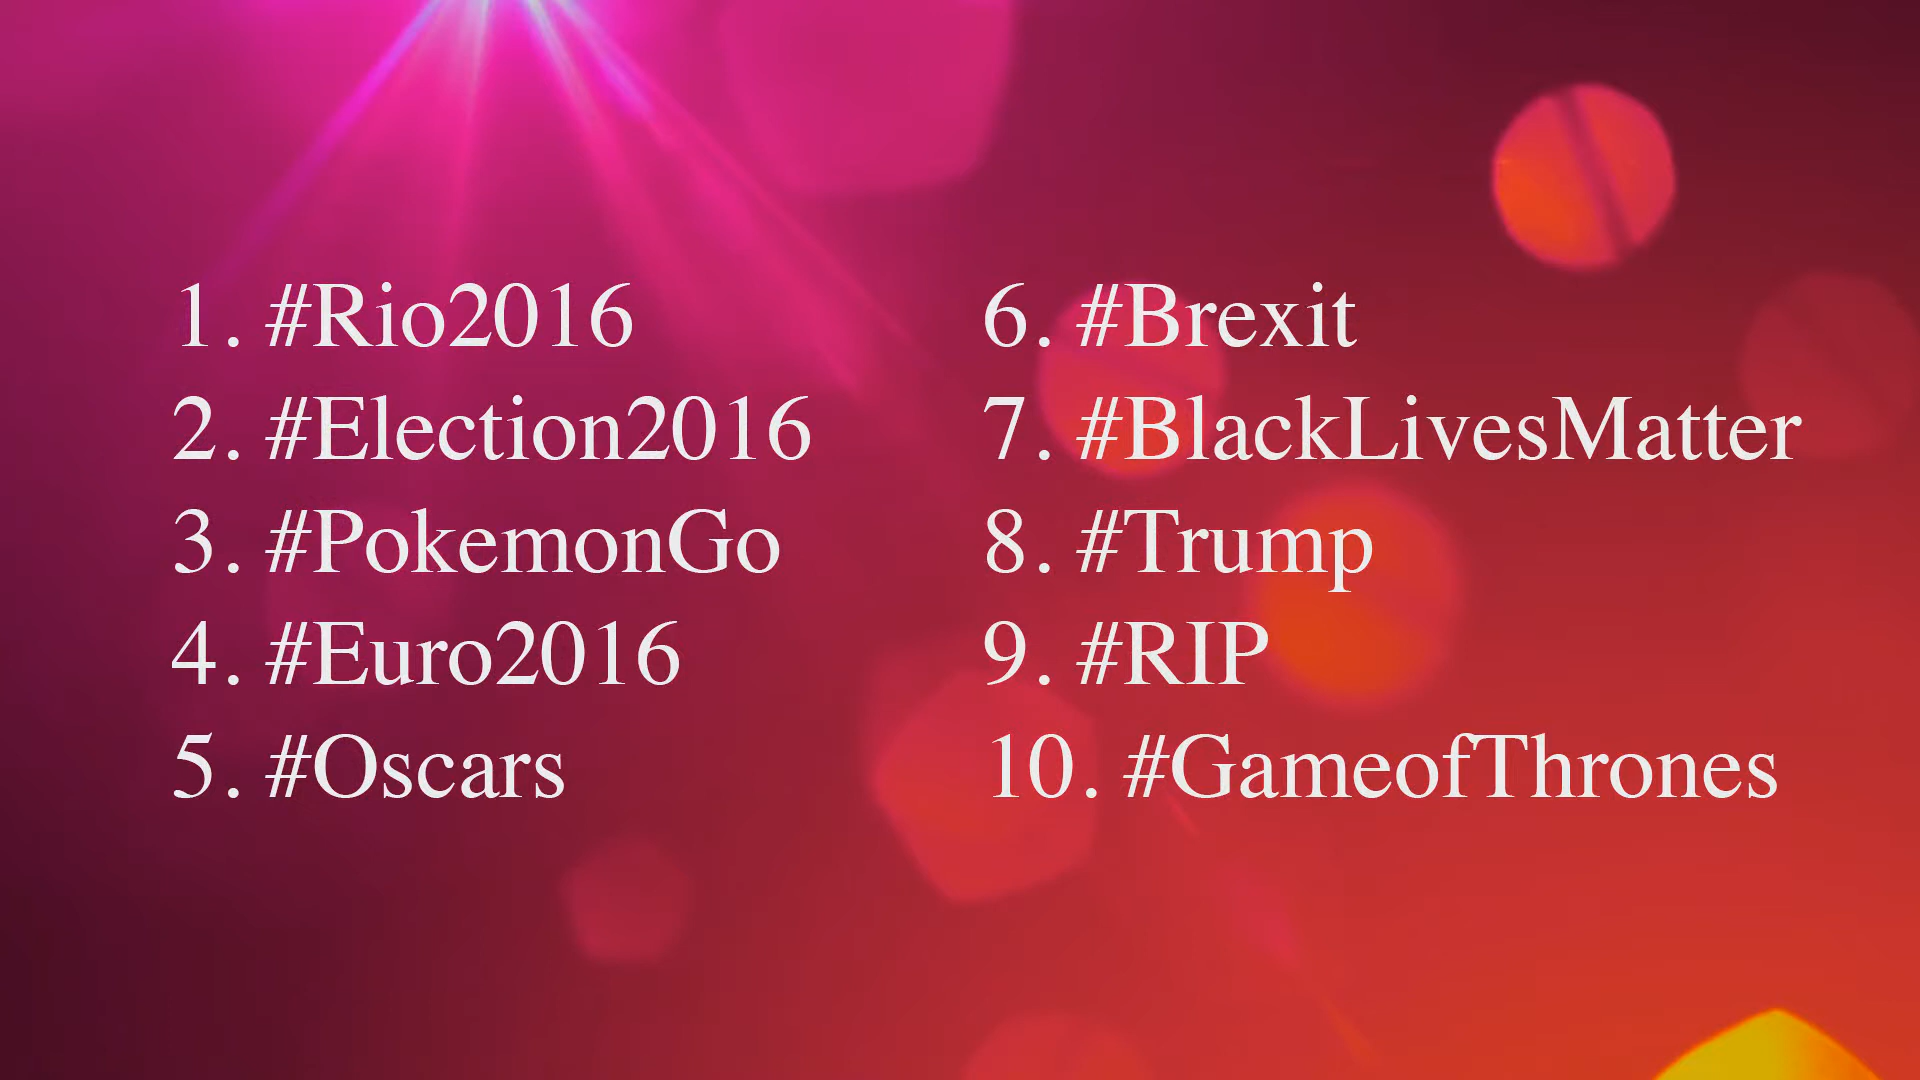 1. #Rio2016
2. #Election2016
3. #PokemonGo
4. #Euro2016
5. #Oscars
6. #Brexit
7. #BlackLivesMatter
8. #Trump
9. #RIP
10. #GameofThrones